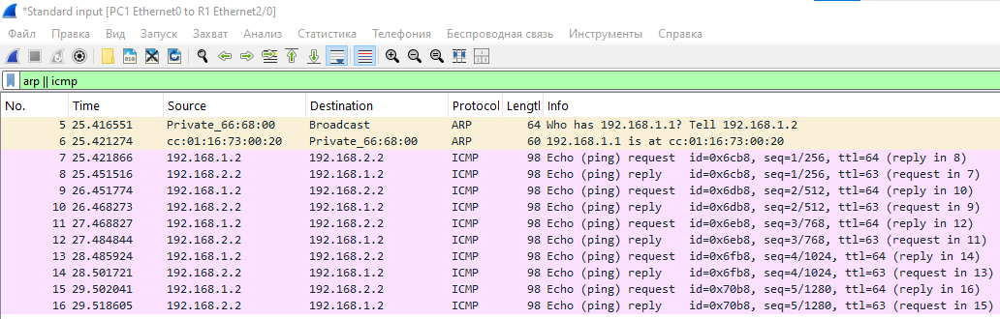 *Standard input [PC1 Ethernet0 to R1 Ethernet2/0]
Файл Правка Вид Запуск Захват Анализ Статистика Телефония Беспроводная связь Инструменты Справка
arp || icmp
No. Time Source Destination Protocol Lengtl Info
5 25.416551 Private_66:68:00 Broadcast ARP 64 Who has 192.168.1.1? Tell 192.168.1.2
6 25.421274 cc:01:16:73:00:20 Private_66:68:00 ARP 60 192.168.1.1 is at cc:01:16:73:00:20
7 25.421866 192.168.1.2 192.168.2.2 ICMP 98 Echo (ping) request id=0x6cb8, seq=1/256, ttl=64 (reply in 8)
8 25.451516 192.168.2.2 192.168.1.2 ICMP 98 Echo (ping) reply id=0x6cb8, seq=1/256, ttl=63 (request in 7)
9 26.451774 192.168.1.2 192.168.2.2 ICMP 98 Echo (ping) request id=0x6db8, seq=2/512, ttl=64 (reply in 10)
10 26.468273 192.168.2.2 192.168.1.2 ICMP 98 Echo (ping) reply id=0x6db8, seq=2/512, ttl=63 (request in 9)
11 27.468827 192.168.1.2 192.168.2.2 ICMP 98 Echo (ping) request id=0x6eb8, seq=3/768, ttl=64 (reply in 12)
12 27.484844 192.168.2.2 192.168.1.2 ICMP 98 Echo (ping) reply id=0x6eb8, seq=3/768, ttl=63 (request in 11)
13 28.485924 192.168.1.2 192.168.2.2 ICMP 98 Echo (ping) request id=0x6fb8, seq=4/1024, ttl=64 (reply in 14)
14 28.501721 192.168.2.2 192.168.1.2 ICMP 98 Echo (ping) reply id=0x6fb8, seq=4/1024, ttl=63 (request in 13)
15 29.502041 192.168.1.2 192.168.2.2 ICMP 98 Echo (ping) request id=0x70b8, seq=5/1280, ttl=64 (reply in 16)
16 29.518605 192.168.2.2 192.168.1.2 ICMP 98 Echo (ping) reply id=0x70b8, seq=5/1280, ttl=63 (request in 15)